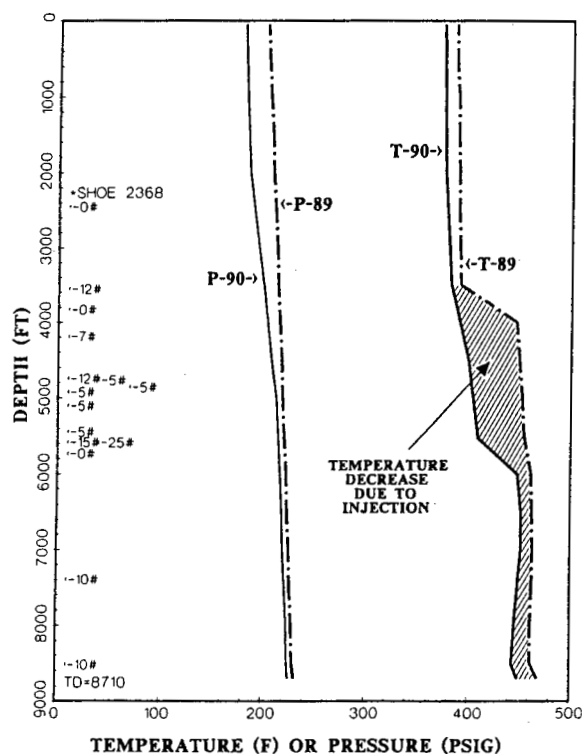 0
1000
2000
*SHOE 2368
'-0#
T-90->
<-P-89
3000
P-90->
<-T-89
'-12#
'-0#
4000
'-7#
DEPTH (FT)
'-12#-5#
'-5#
'-5#
5000
'-5#
'-5#
'-15#-25#
'-0#
TEMPERATURE
DECREASE
DUE TO
INJECTION
6000
7000
'-10#
8000
'-10#
TD=8710
9000
0 100 200 300 400 500
TEMPERATURE (F) OR PRESSURE (PSIG)